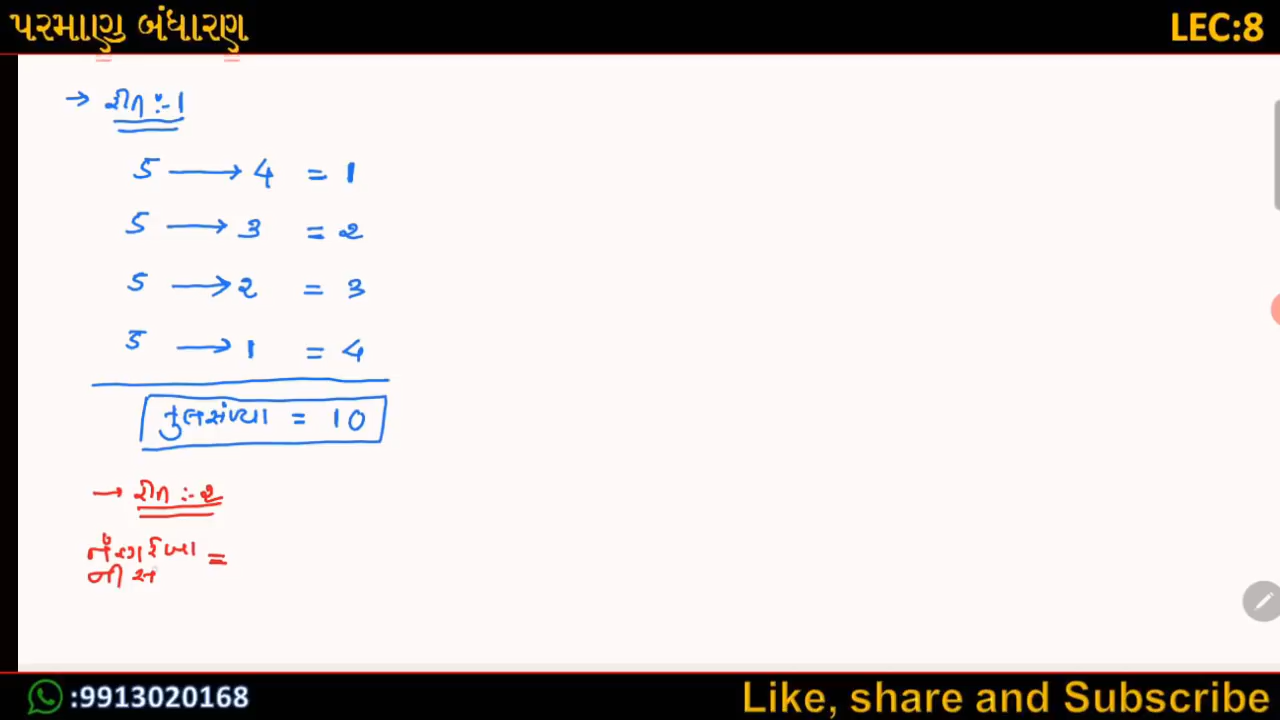 પરમાણુ બંધારણ
LEC:8
→ રીત :- 1
5 → 4 = 1
5 → 3 = 2
5 → 2 = 3
5 → 1 = 4
કુલસંખ્યા = 10
→ રીત :- 2
=
ની સ
:9913020168
Like, share and Subscribe